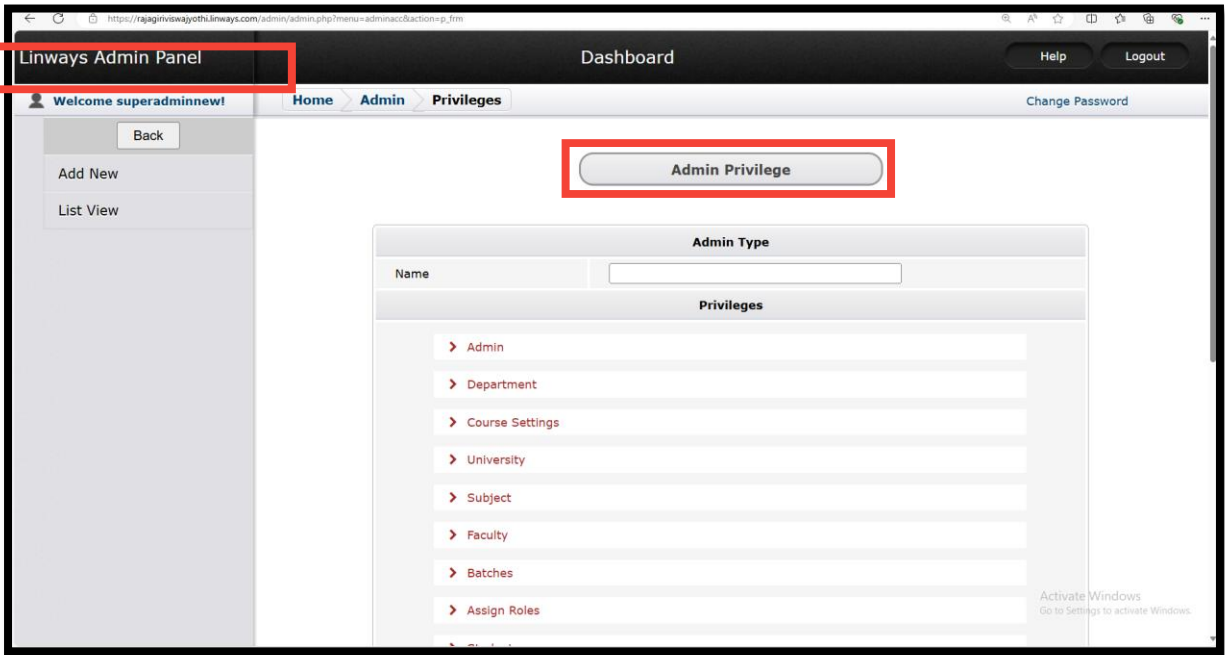 https://rajagiriviswajyothi.linways.com/admin/admin.php?menu=adminacc&action=p_frm
Linways Admin Panel
Dashboard
Help
Logout
Welcome superadminnew!
Home Admin Privileges
Change Password
Back
Add New
List View
Admin Privilege
Admin Type
Name
Privileges
Admin
Department
Course Settings
University
Subject
Faculty
Batches
Assign Roles
Activate Windows
Go to Settings to activate Windows.